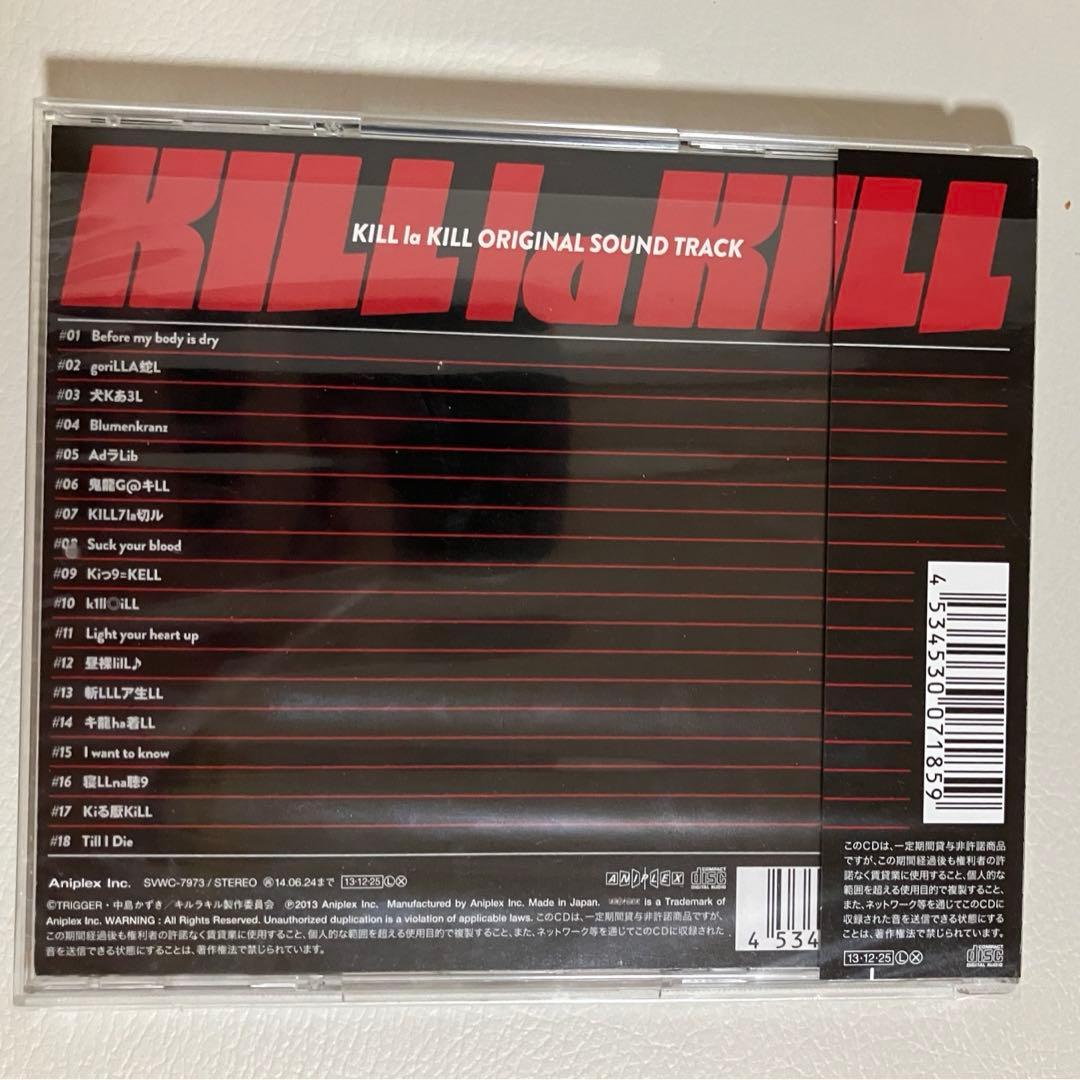 KILL la KILL
KILL la KILL ORIGINAL SOUND TRACK
#01 Before my body is dry
#02 goriLLA蛇L
#03 犬Kあ3L
#04 Blumenkranz
#05 AdラLib
#06 鬼龍G@キLL
#07 KILL7la切ル
#08 Suck your blood
#09 Kiっ9=KELL
#10 k1ll◎iLL
#11 Light your heart up
#12 昼裸lilL♪
#13 斬LLLア生LL
#14 キ龍ha着LL
#15 I want to know
#16 寝LLna聴9
#17 Kiる厭KiLL
#18 Till I Die
4 534530 071859
Aniplex Inc. SVWC-7973 / STEREO Ⓡ14.06.24まで 13・12・25 Ⓛ Ⓧ
ANIPLEX COMPACT disc DIGITAL AUDIO
©TRIGGER・中島かずき/キルラキル製作委員会 Ⓟ2013 Aniplex Inc. Manufactured by Aniplex Inc. Made in Japan. ANIPLEX is a Trademark of
Aniplex Inc. WARNING : All Rights Reserved. Unauthorized duplication is a violation of applicable laws. このCDは、一定期間貸与非許諾商品ですが、
この期間経過後も権利者の許諾なく賃貸業に使用すること、個人的な範囲を超える使用目的で複製すること、また、ネットワーク等を通じてこのCDに収録された
音を送信できる状態にすることは、著作権法で禁じられています。
4 534
このCDは、一定期間貸与非許諾商品
ですが、この期間経過後も権利者の許
諾なく賃貸業に使用すること、個人的な
範囲を超える使用目的で複製すること、
また、ネットワーク等を通じてこのCDに
収録された音を送信できる状態にする
ことは、著作権法で禁じられています。
13・12・25 Ⓛ Ⓧ
COMPACT disc DIGITAL AUDIO